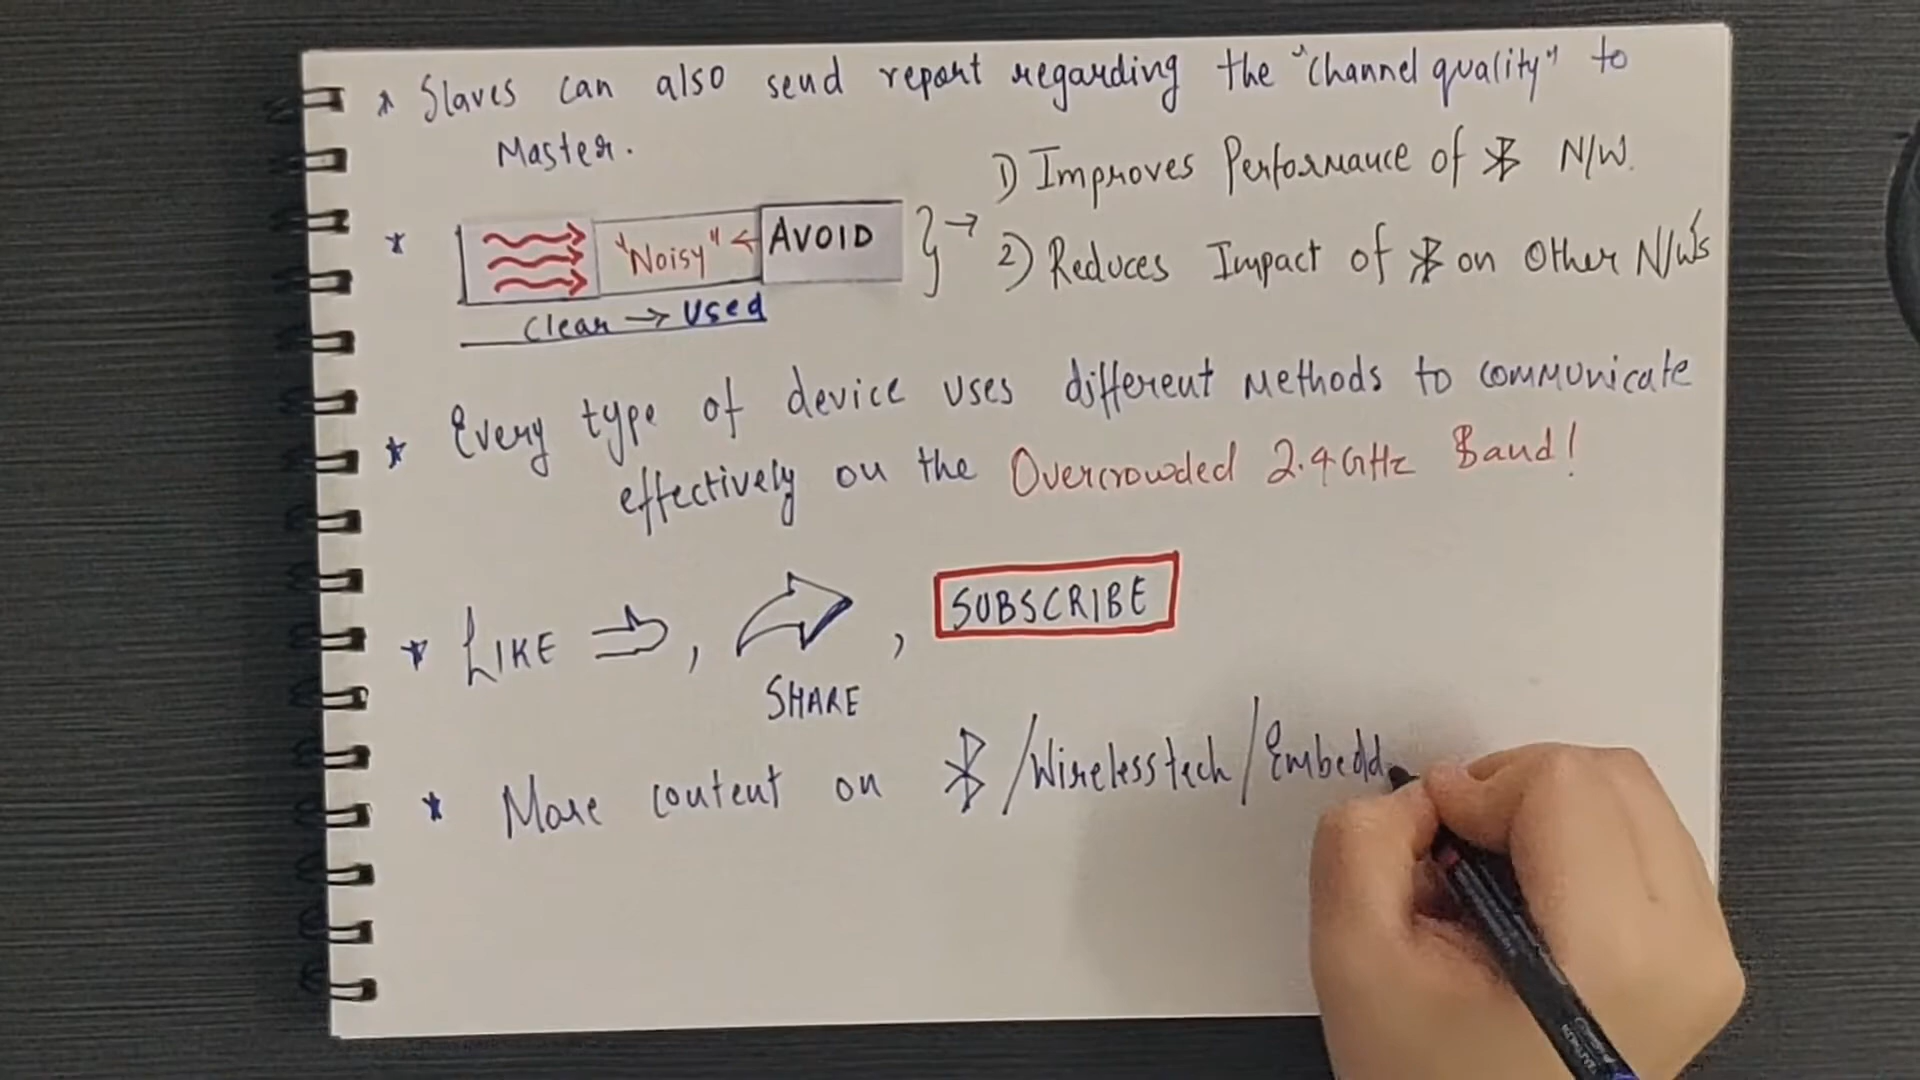 * Slaves can also send report regarding the "Channel quality" to
Master.
* "Noisy" ← AVOID } →
Clear → Used
1) Improves Performance of ᛒ N/W.
2) Reduces Impact of ᛒ on Other N/W's
* Every type of device uses different methods to communicate
effectively on the Overcrowded 2.4GHz Band!
* LIKE , SHARE , SUBSCRIBE
* More content on ᛒ/Wirelesstech/Embedd